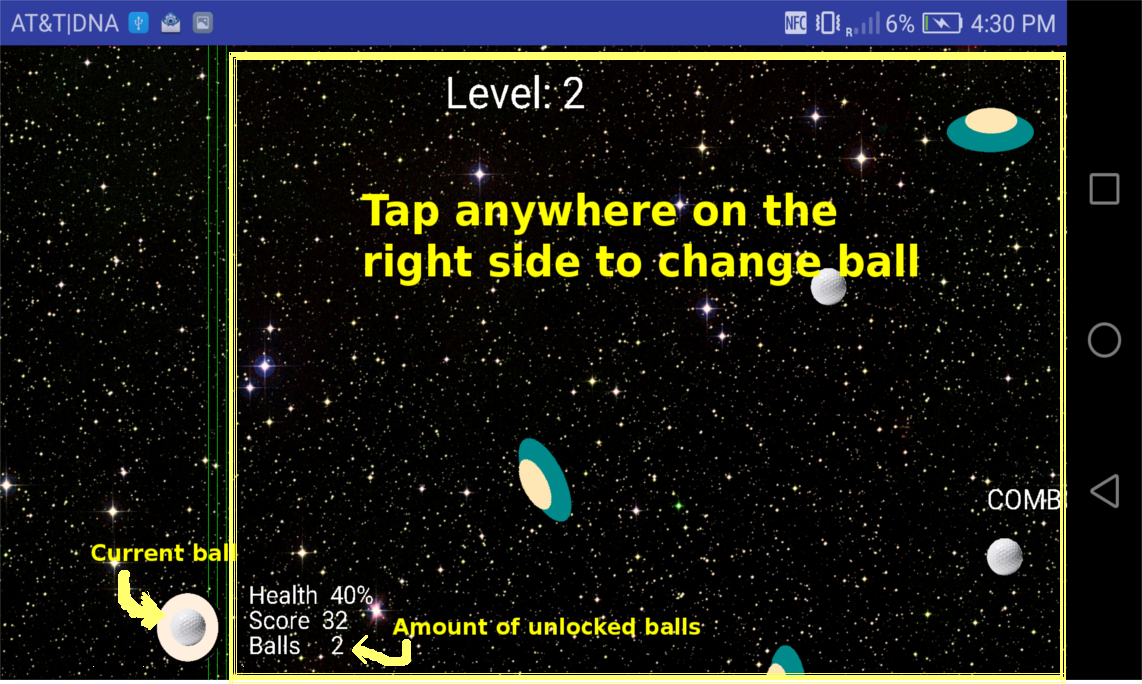 AT&T|DNA NFC R 6% 4:30 PM
Level: 2
Tap anywhere on the
right side to change ball
COMB
Current ball
Health 40%
Score 32
Balls 2
Amount of unlocked balls